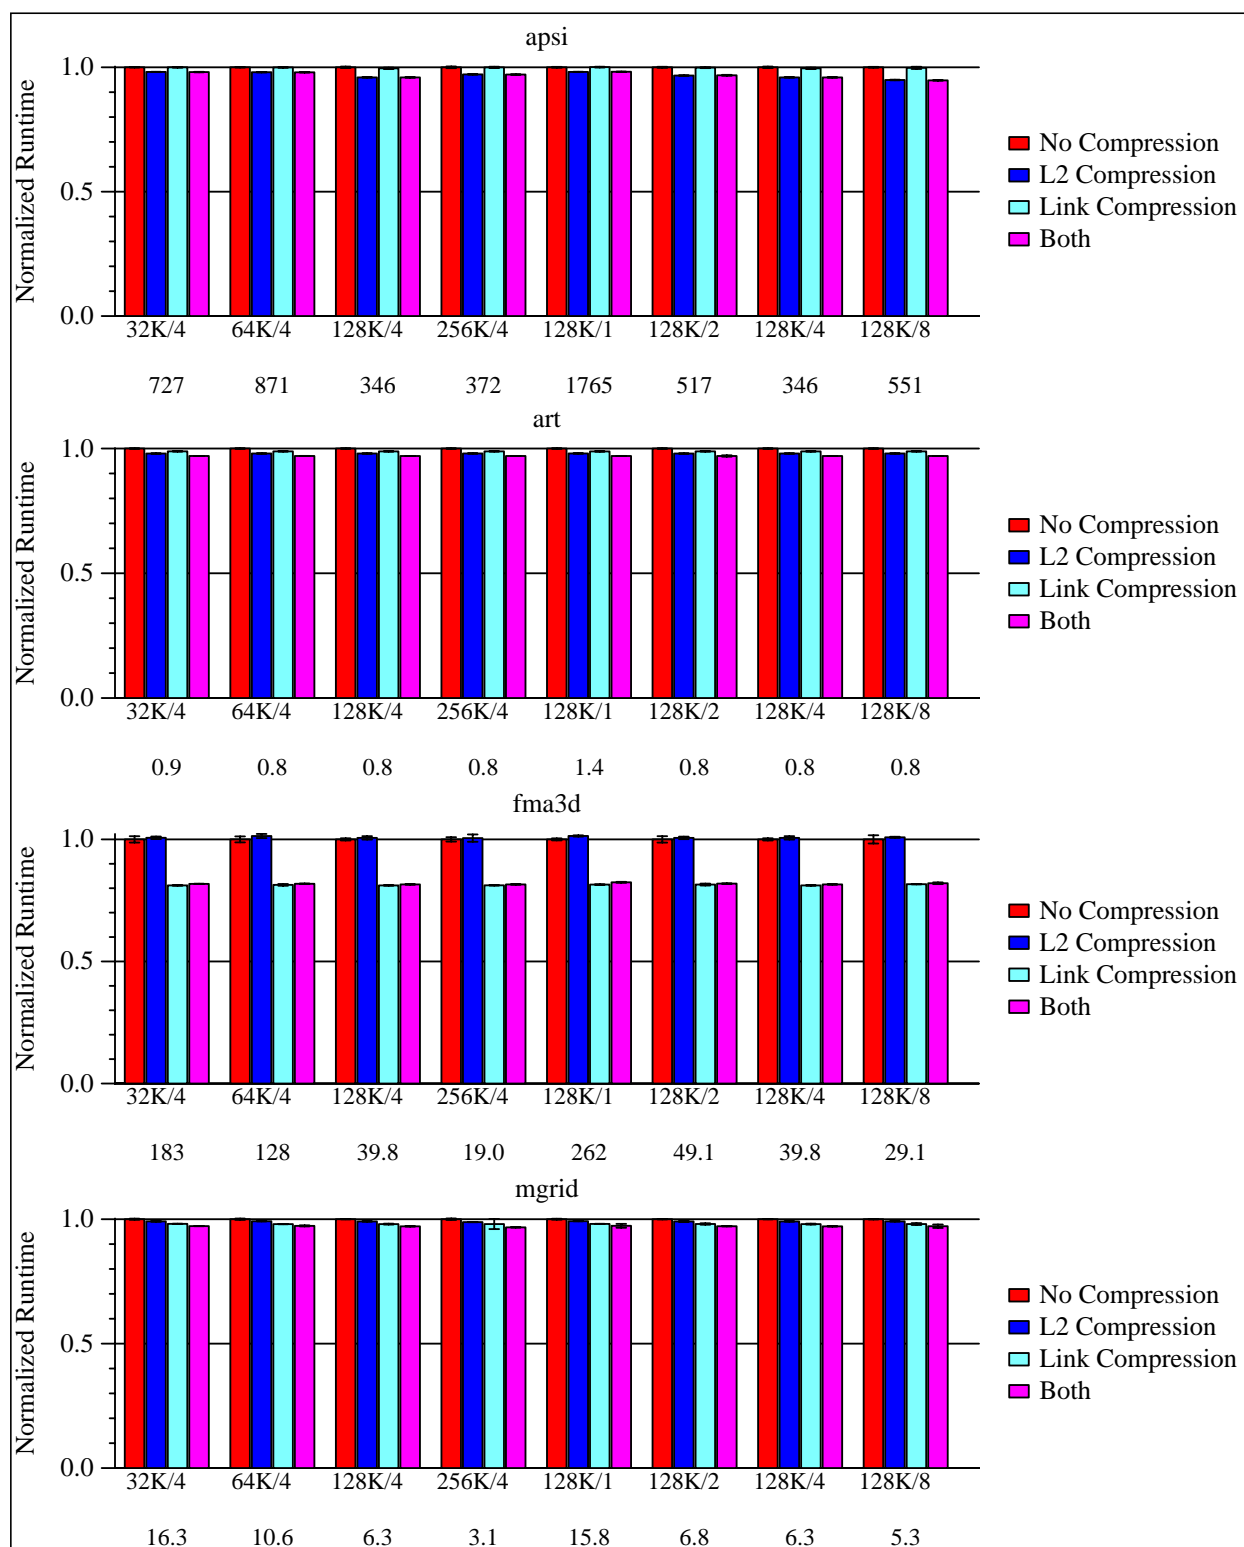 apsi
Normalized Runtime
1.0
0.5
0.0
32K/4 64K/4 128K/4 256K/4 128K/1 128K/2 128K/4 128K/8
727 871 346 372 1765 517 346 551
No Compression
L2 Compression
Link Compression
Both
art
Normalized Runtime
1.0
0.5
0.0
32K/4 64K/4 128K/4 256K/4 128K/1 128K/2 128K/4 128K/8
0.9 0.8 0.8 0.8 1.4 0.8 0.8 0.8
No Compression
L2 Compression
Link Compression
Both
fma3d
Normalized Runtime
1.0
0.5
0.0
32K/4 64K/4 128K/4 256K/4 128K/1 128K/2 128K/4 128K/8
183 128 39.8 19.0 262 49.1 39.8 29.1
No Compression
L2 Compression
Link Compression
Both
mgrid
Normalized Runtime
1.0
0.5
0.0
32K/4 64K/4 128K/4 256K/4 128K/1 128K/2 128K/4 128K/8
16.3 10.6 6.3 3.1 15.8 6.8 6.3 5.3
No Compression
L2 Compression
Link Compression
Both